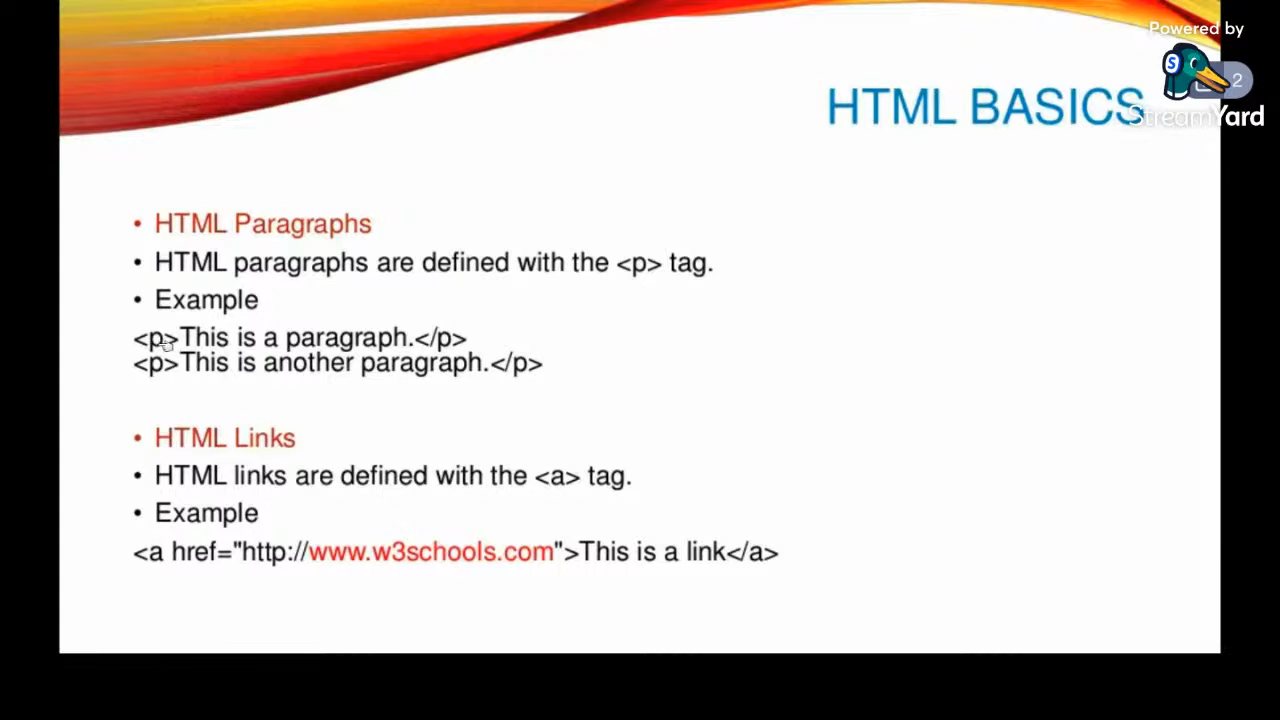 Powered by
S
2
StreamYard
HTML BASICS
• HTML Paragraphs
• HTML paragraphs are defined with the <p> tag.
• Example
<p>This is a paragraph.</p>
<p>This is another paragraph.</p>
• HTML Links
• HTML links are defined with the <a> tag.
• Example
<a href="http://www.w3schools.com">This is a link</a>